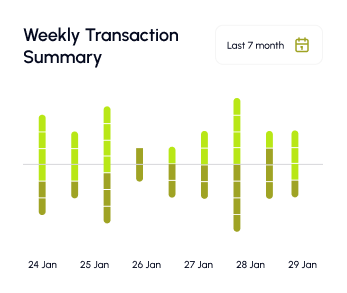 Weekly Transaction
Summary
Last 7 month
24 Jan
25 Jan
26 Jan
27 Jan
28 Jan
29 Jan